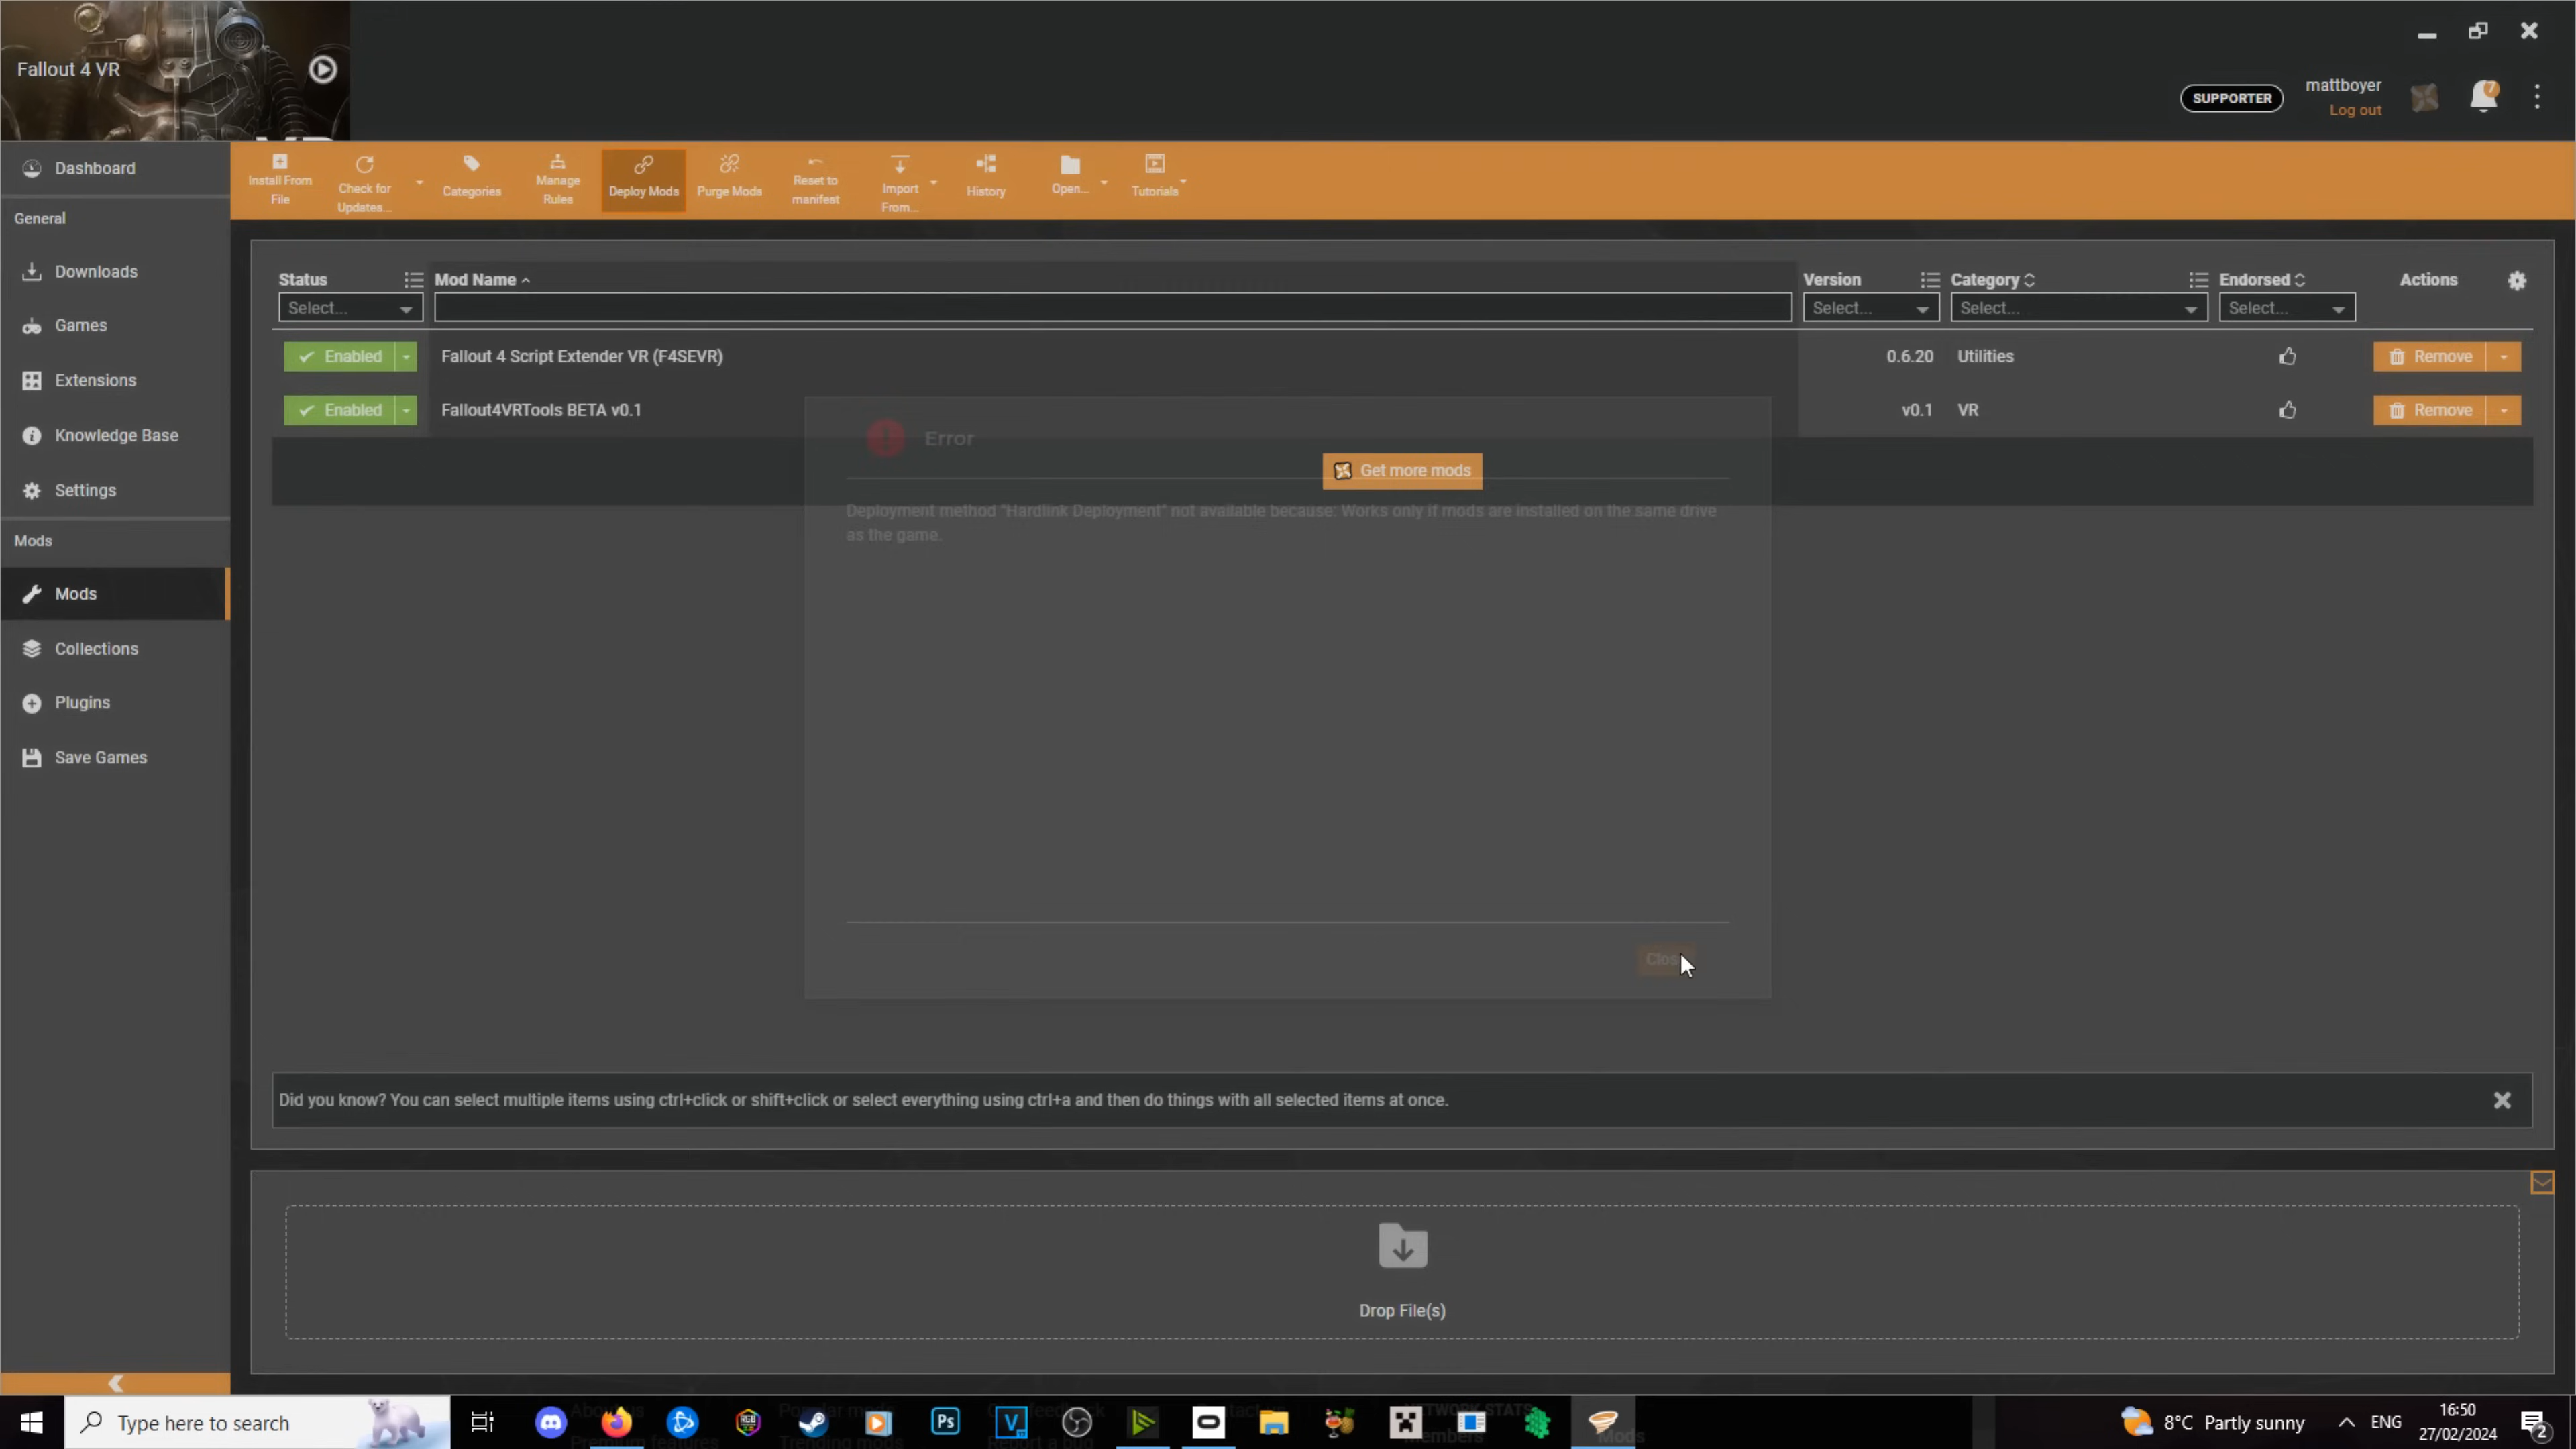 Fallout 4 VR
SUPPORTER
mattboyer
Log out
7
Dashboard
General
Downloads
Games
Extensions
Knowledge Base
Settings
Mods
Mods
Collections
Plugins
Save Games
Install From
File
Check for
Updates...
Categories
Manage
Rules
Deploy Mods
Purge Mods
Reset to
manifest
Import
From...
History
Open...
Tutorials
Status
Mod Name
Version
Category
Endorsed
Actions
Select...
Select...
Select...
Select...
Enabled
Fallout 4 Script Extender VR (F4SEVR)
0.6.20
Utilities
Remove
Enabled
Fallout4VRTools BETA v0.1
v0.1
VR
Remove
Error
Get more mods
Deployment method "Hardlink Deployment" not available because: Works only if mods are installed on the same drive
as the game.
Did you know? You can select multiple items using ctrl+click or shift+click or select everything using ctrl+a and then do things with all selected items at once.
Drop File(s)
Type here to search
Ps
V
8°C Partly sunny
ENG
16:50
27/02/2024
2